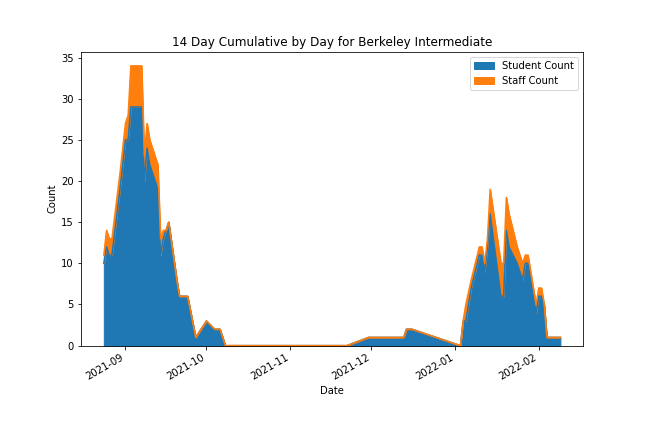 14 Day Cumulative by Day for Berkeley Intermediate
Student Count
Staff Count
35
30
25
20
15
10
5
0
Count
2021-09
2021-10
2021-11
2021-12
2022-01
2022-02
Date